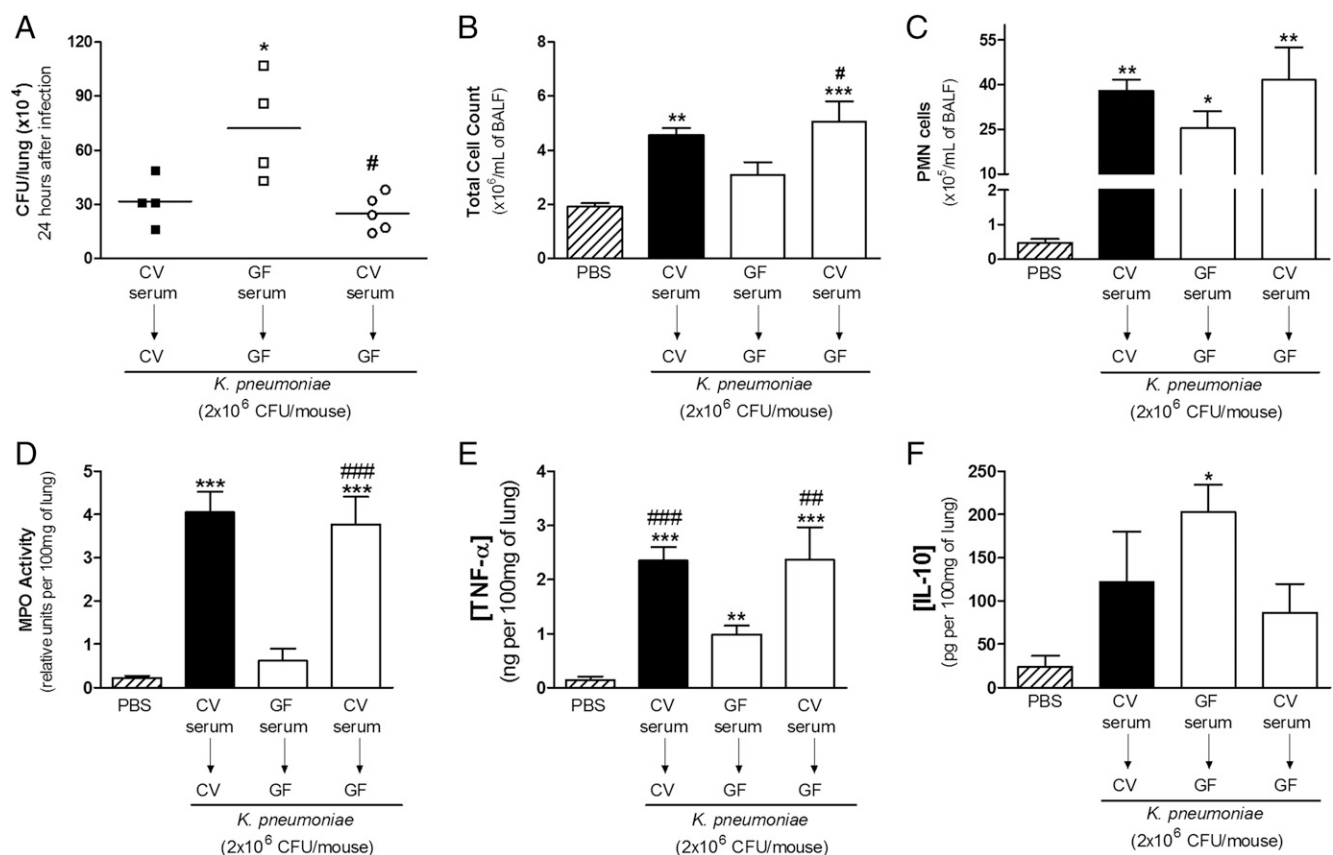 A
CFU/lung (x10⁴)
24 hours after infection
120
90
60
30
0
*
#
CV GF CV
serum serum serum
CV GF GF
K. pneumoniae
(2x10⁶ CFU/mouse)
B
Total Cell Count
(x10⁶/mL of BALF)
8
6
4
2
0
**
#
***
PBS CV GF CV
serum serum serum
CV GF GF
K. pneumoniae
(2x10⁶ CFU/mouse)
C
PMN cells
(x10⁵/mL of BALF)
55
40
25
10
2
1
0
**
*
**
PBS CV GF CV
serum serum serum
CV GF GF
K. pneumoniae
(2x10⁶ CFU/mouse)
D
MPO Activity
(relative units per 100mg of lung)
5
4
3
2
1
0
***
###
***
PBS CV GF CV
serum serum serum
CV GF GF
K. pneumoniae
(2x10⁶ CFU/mouse)
E
[TNF-α]
(ng per 100mg of lung)
4
3
2
1
0
###
***
**
##
***
PBS CV GF CV
serum serum serum
CV GF GF
K. pneumoniae
(2x10⁶ CFU/mouse)
F
[IL-10]
(pg per 100mg of lung)
250
200
150
100
50
0
*
PBS CV GF CV
serum serum serum
CV GF GF
K. pneumoniae
(2x10⁶ CFU/mouse)